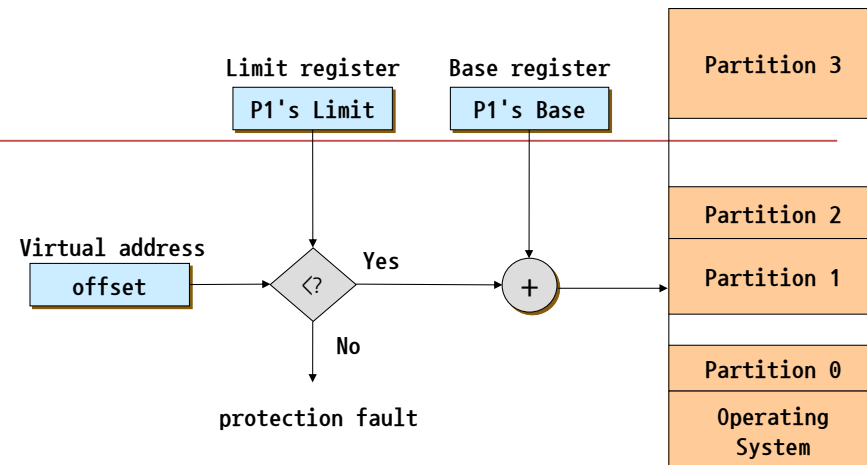 Limit register
P1's Limit
Base register
P1's Base
Virtual address
offset
<?
Yes
No
protection fault
+
Partition 3
Partition 2
Partition 1
Partition 0
Operating
System